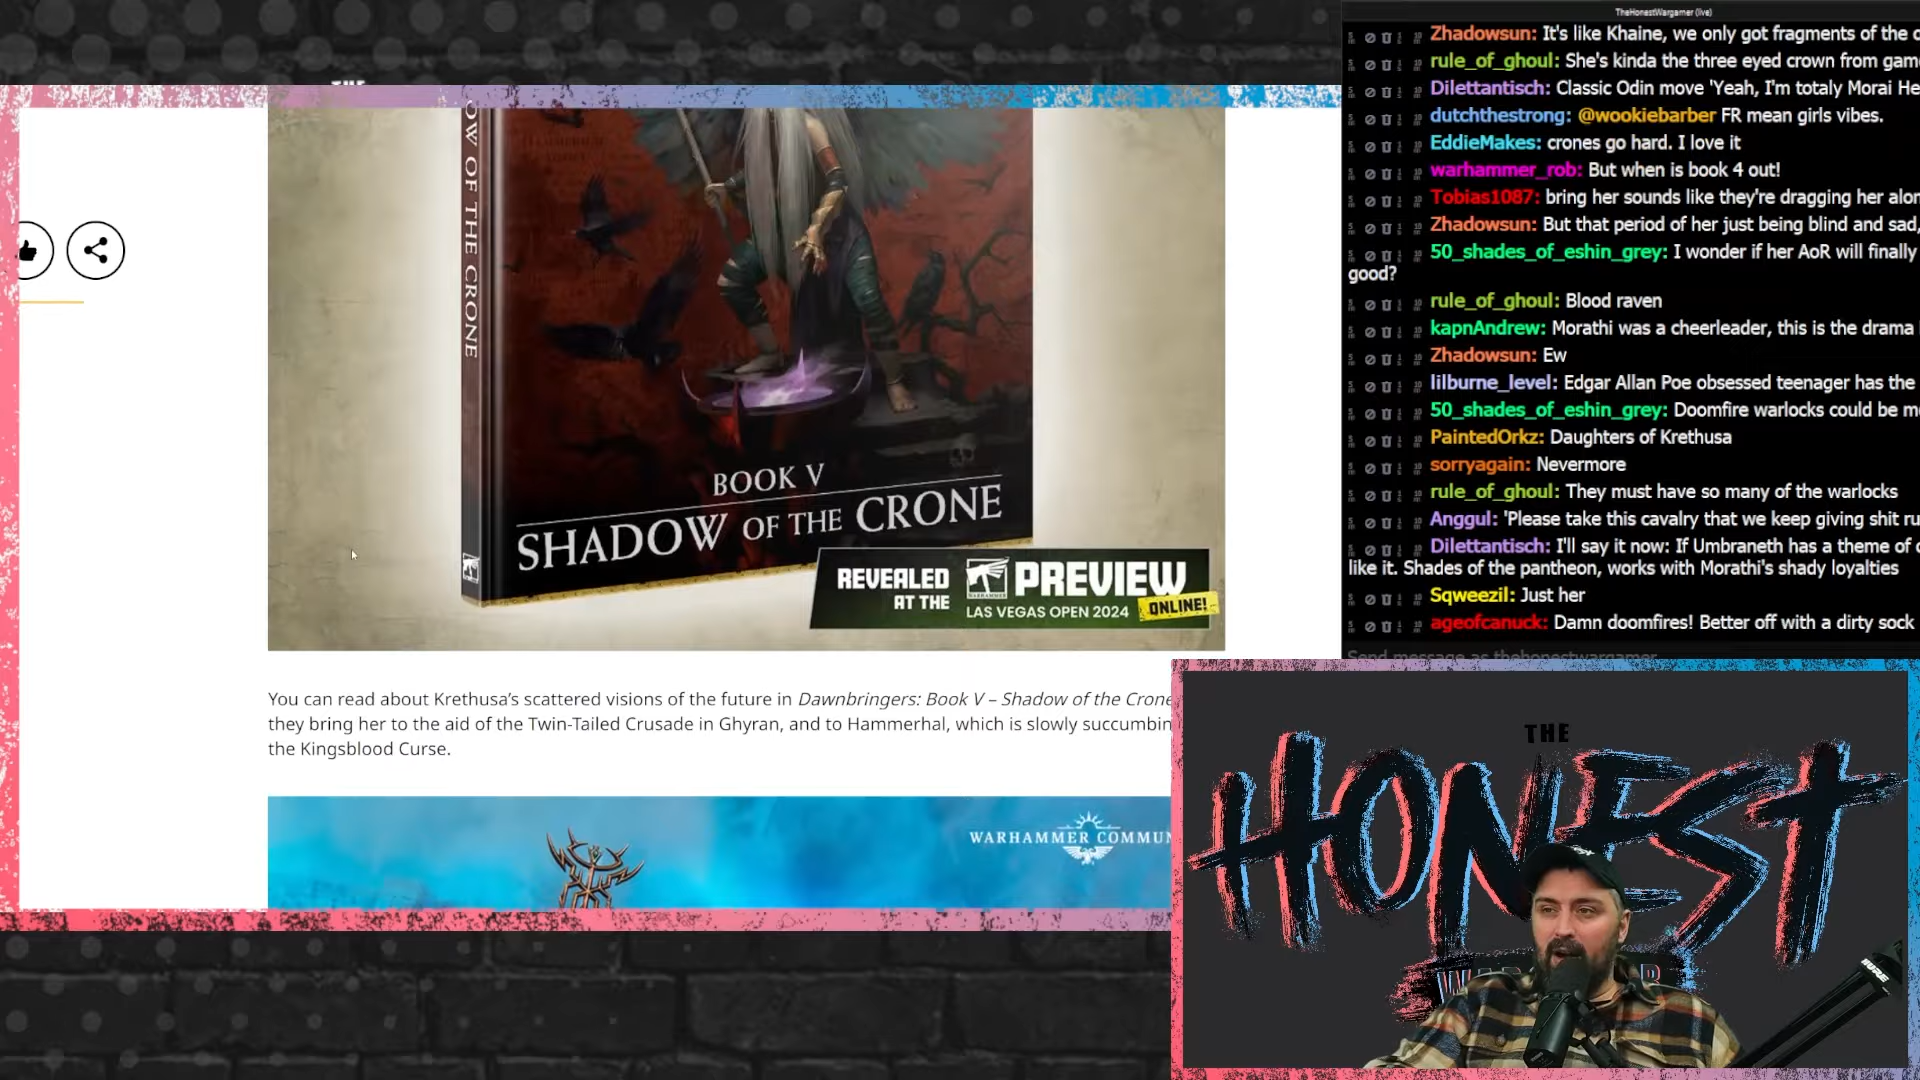 THE
OW OF THE CRONE
BOOK V
SHADOW OF THE CRONE
REVEALED
AT THE
WARHAMMER
PREVIEW
LAS VEGAS OPEN 2024
ONLINE!
You can read about Krethusa’s scattered visions of the future in Dawnbringers: Book V – Shadow of the Crone
they bring her to the aid of the Twin-Tailed Crusade in Ghyran, and to Hammerhal, which is slowly succumbin
the Kingsblood Curse.
WARHAMMER COMMUN
TheHonestWargamer (live)
Zhadowsun: It's like Khaine, we only got fragments of the
rule_of_ghoul: She's kinda the three eyed crown from gam
Dilettantisch: Classic Odin move 'Yeah, I'm totaly Morai He
dutchthestrong: @wookiebarber FR mean girls vibes.
EddieMakes: crones go hard. I love it
warhammer_rob: But when is book 4 out!
Tobias1087: bring her sounds like they're dragging her alon
Zhadowsun: But that period of her just being blind and sad,
50_shades_of_eshin_grey: I wonder if her AoR will finally
good?
rule_of_ghoul: Blood raven
kapnAndrew: Morathi was a cheerleader, this is the drama
Zhadowsun: Ew
lilburne_level: Edgar Allan Poe obsessed teenager has the
50_shades_of_eshin_grey: Doomfire warlocks could be m
PaintedOrkz: Daughters of Krethusa
sorryagain: Nevermore
rule_of_ghoul: They must have so many of the warlocks
Anggul: 'Please take this cavalry that we keep giving shit ru
Dilettantisch: I'll say it now: If Umbraneth has a theme of
like it. Shades of the pantheon, works with Morathi's shady loyalties
Sqweezil: Just her
ageofcanuck: Damn doomfires! Better off with a dirty sock
Send message as thehonestwargamer
THE
HONEST
SHURE